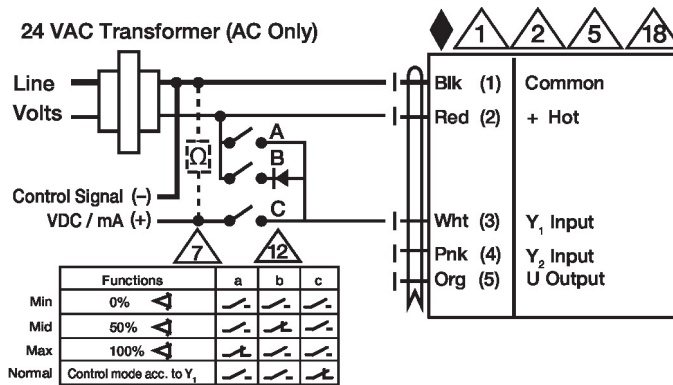 24 VAC Transformer (AC Only)
1 2 5 18
Line
Volts
Blk (1) Common
Red (2) + Hot
A
Ω
B
Control Signal (–)
VDC / mA (+)
C
Wht (3) Y₁ Input
7 12
Pnk (4) Y₂ Input
Org (5) U Output
Functions a b c
Min 0%
Mid 50%
Max 100%
Normal Control mode acc. to Y₁